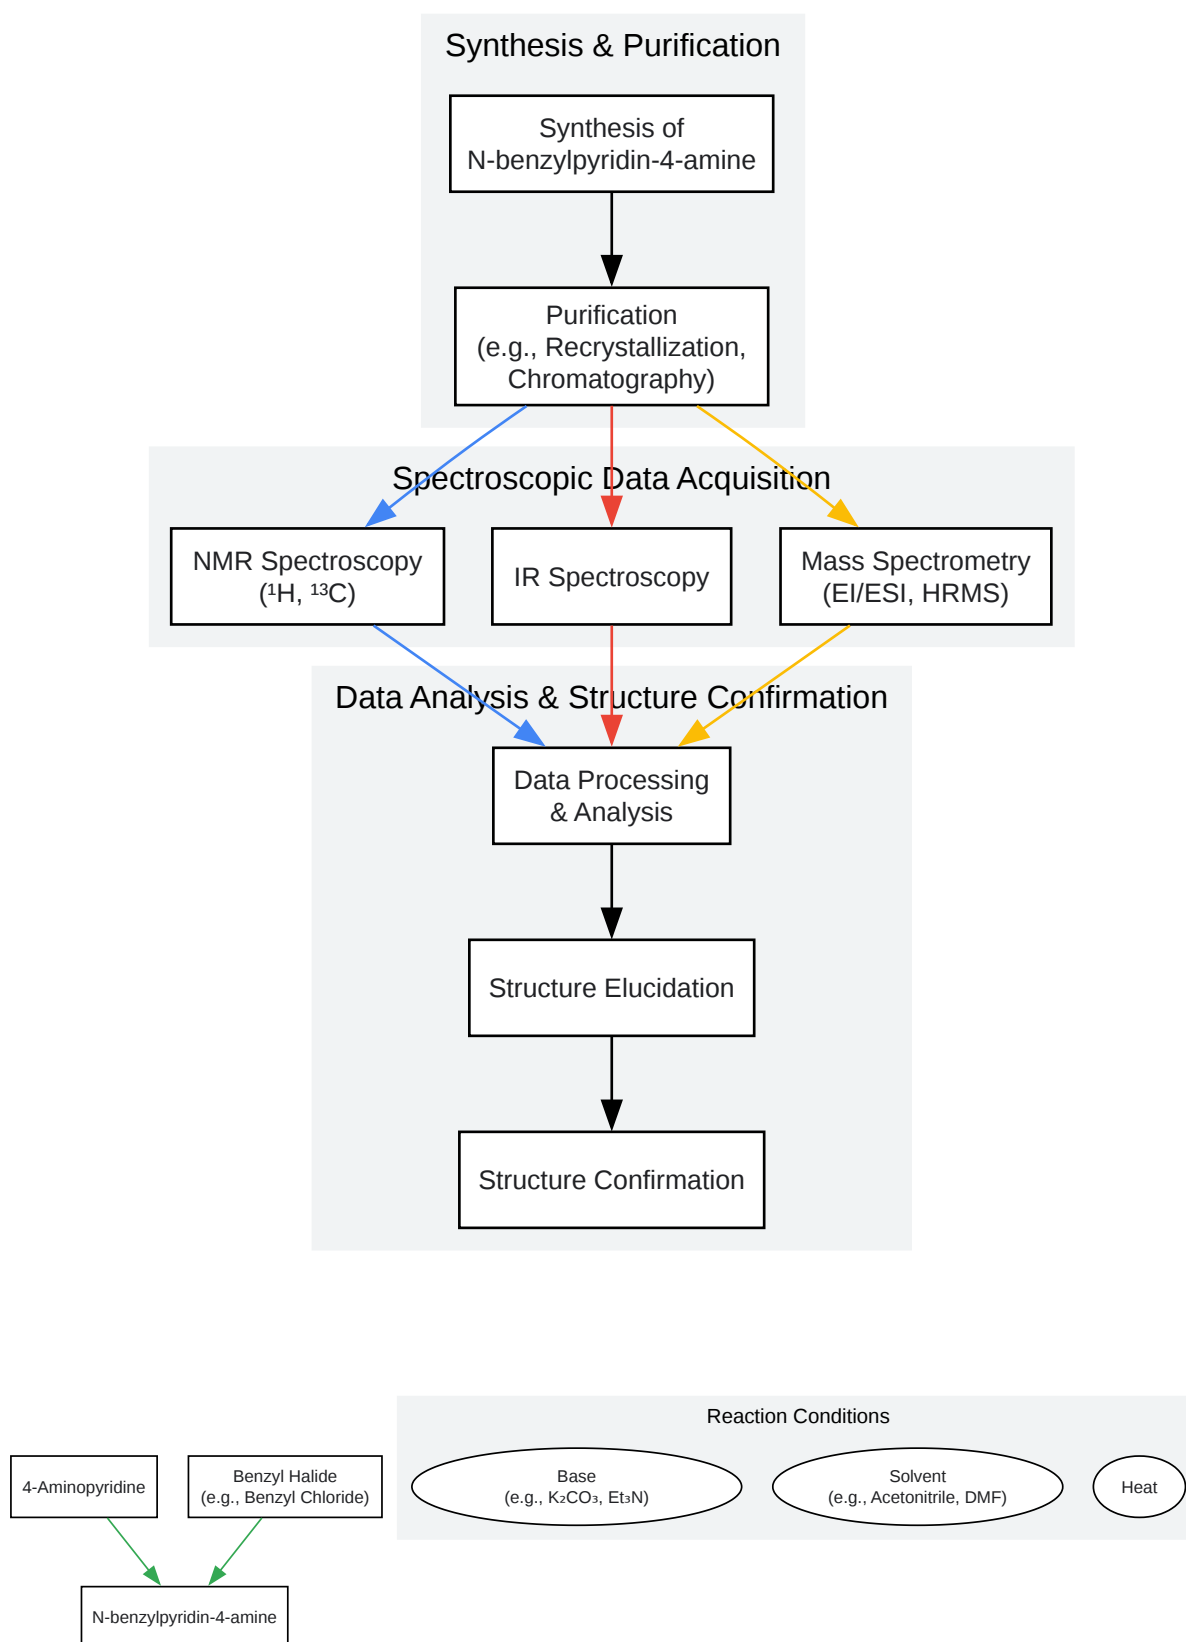 Synthesis & Purification
Synthesis of
N-benzylpyridin-4-amine
Purification
(e.g., Recrystallization,
Chromatography)
Spectroscopic Data Acquisition
NMR Spectroscopy
(¹H, ¹³C)
IR Spectroscopy
Mass Spectrometry
(EI/ESI, HRMS)
Data Analysis & Structure Confirmation
Data Processing
& Analysis
Structure Elucidation
Structure Confirmation
Reaction Conditions
4-Aminopyridine
Benzyl Halide
(e.g., Benzyl Chloride)
Base
(e.g., K₂CO₃, Et₃N)
Solvent
(e.g., Acetonitrile, DMF)
Heat
N-benzylpyridin-4-amine